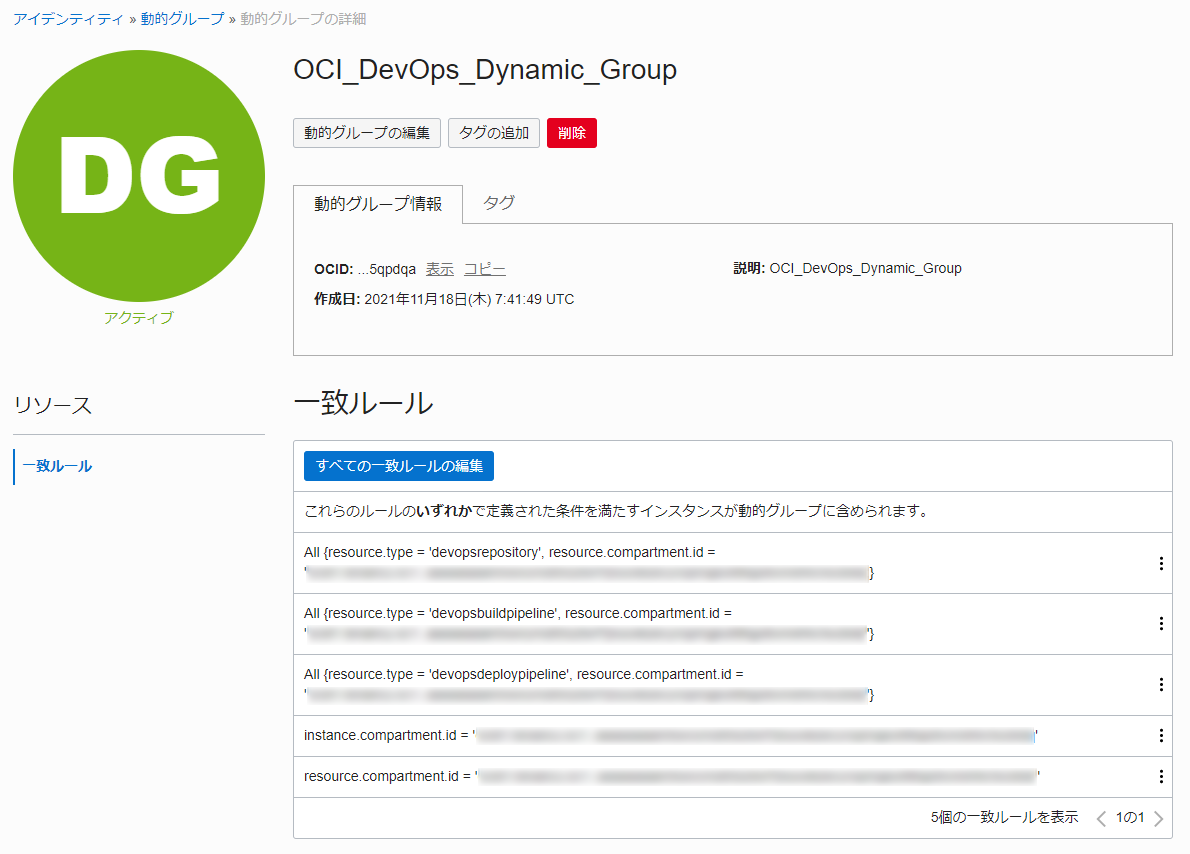 アイデンティティ » 動的グループ » 動的グループの詳細
DG
アクティブ
OCI_DevOps_Dynamic_Group
動的グループの編集 タグの追加 削除
動的グループ情報 タグ
OCID: ...5qpdqa 表示 コピー
説明: OCI_DevOps_Dynamic_Group
作成日: 2021年11月18日(木) 7:41:49 UTC
リソース
一致ルール
一致ルール
すべての一致ルールの編集
これらのルールのいずれかで定義された条件を満たすインスタンスが動的グループに含められます。
All {resource.type = 'devopsrepository', resource.compartment.id =
' }
All {resource.type = 'devopsbuildpipeline', resource.compartment.id =
' '}
All {resource.type = 'devopsdeploypipeline', resource.compartment.id =
' '}
instance.compartment.id = ' '
resource.compartment.id = ' '
5個の一致ルールを表示 1の1